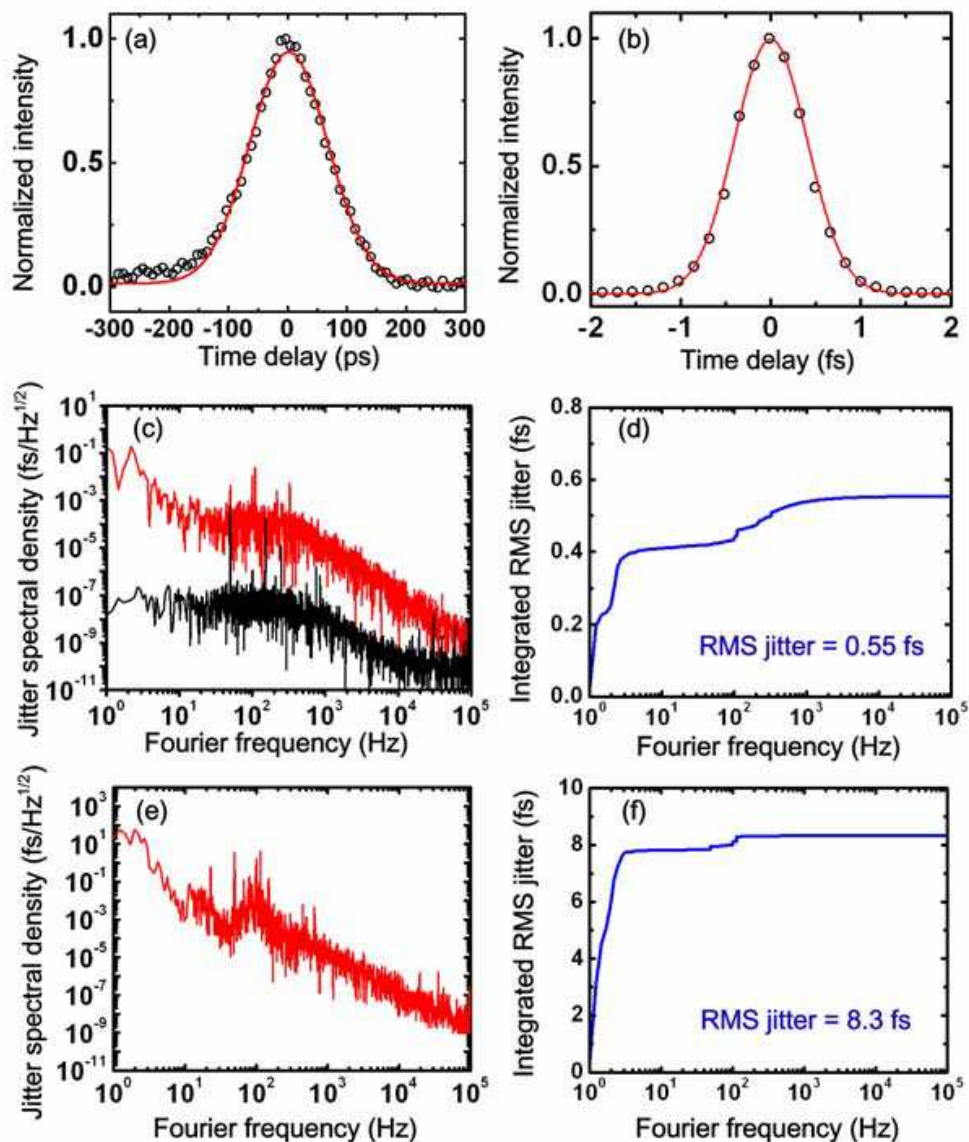 (a)
Normalized intensity
1.0
0.5
0.0
-300 -200 -100 0 100 200 300
Time delay (ps)
(b)
Normalized intensity
1.0
0.5
0.0
-2 -1 0 1 2
Time delay (fs)
(c)
Jitter spectral density (fs/Hz^1/2)
10^1
10^-1
10^-3
10^-5
10^-7
10^-9
10^-11
10^0 10^1 10^2 10^3 10^4 10^5
Fourier frequency (Hz)
(d)
Integrated RMS jitter (fs)
0.8
0.6
0.4
0.2
0.0
RMS jitter = 0.55 fs
10^0 10^1 10^2 10^3 10^4 10^5
Fourier frequency (Hz)
(e)
Jitter spectral density (fs/Hz^1/2)
10^3
10^1
10^-1
10^-3
10^-5
10^-7
10^-9
10^-11
10^0 10^1 10^2 10^3 10^4 10^5
Fourier frequency (Hz)
(f)
Integrated RMS jitter (fs)
10
8
6
4
2
0
RMS jitter = 8.3 fs
10^0 10^1 10^2 10^3 10^4 10^5
Fourier frequency (Hz)